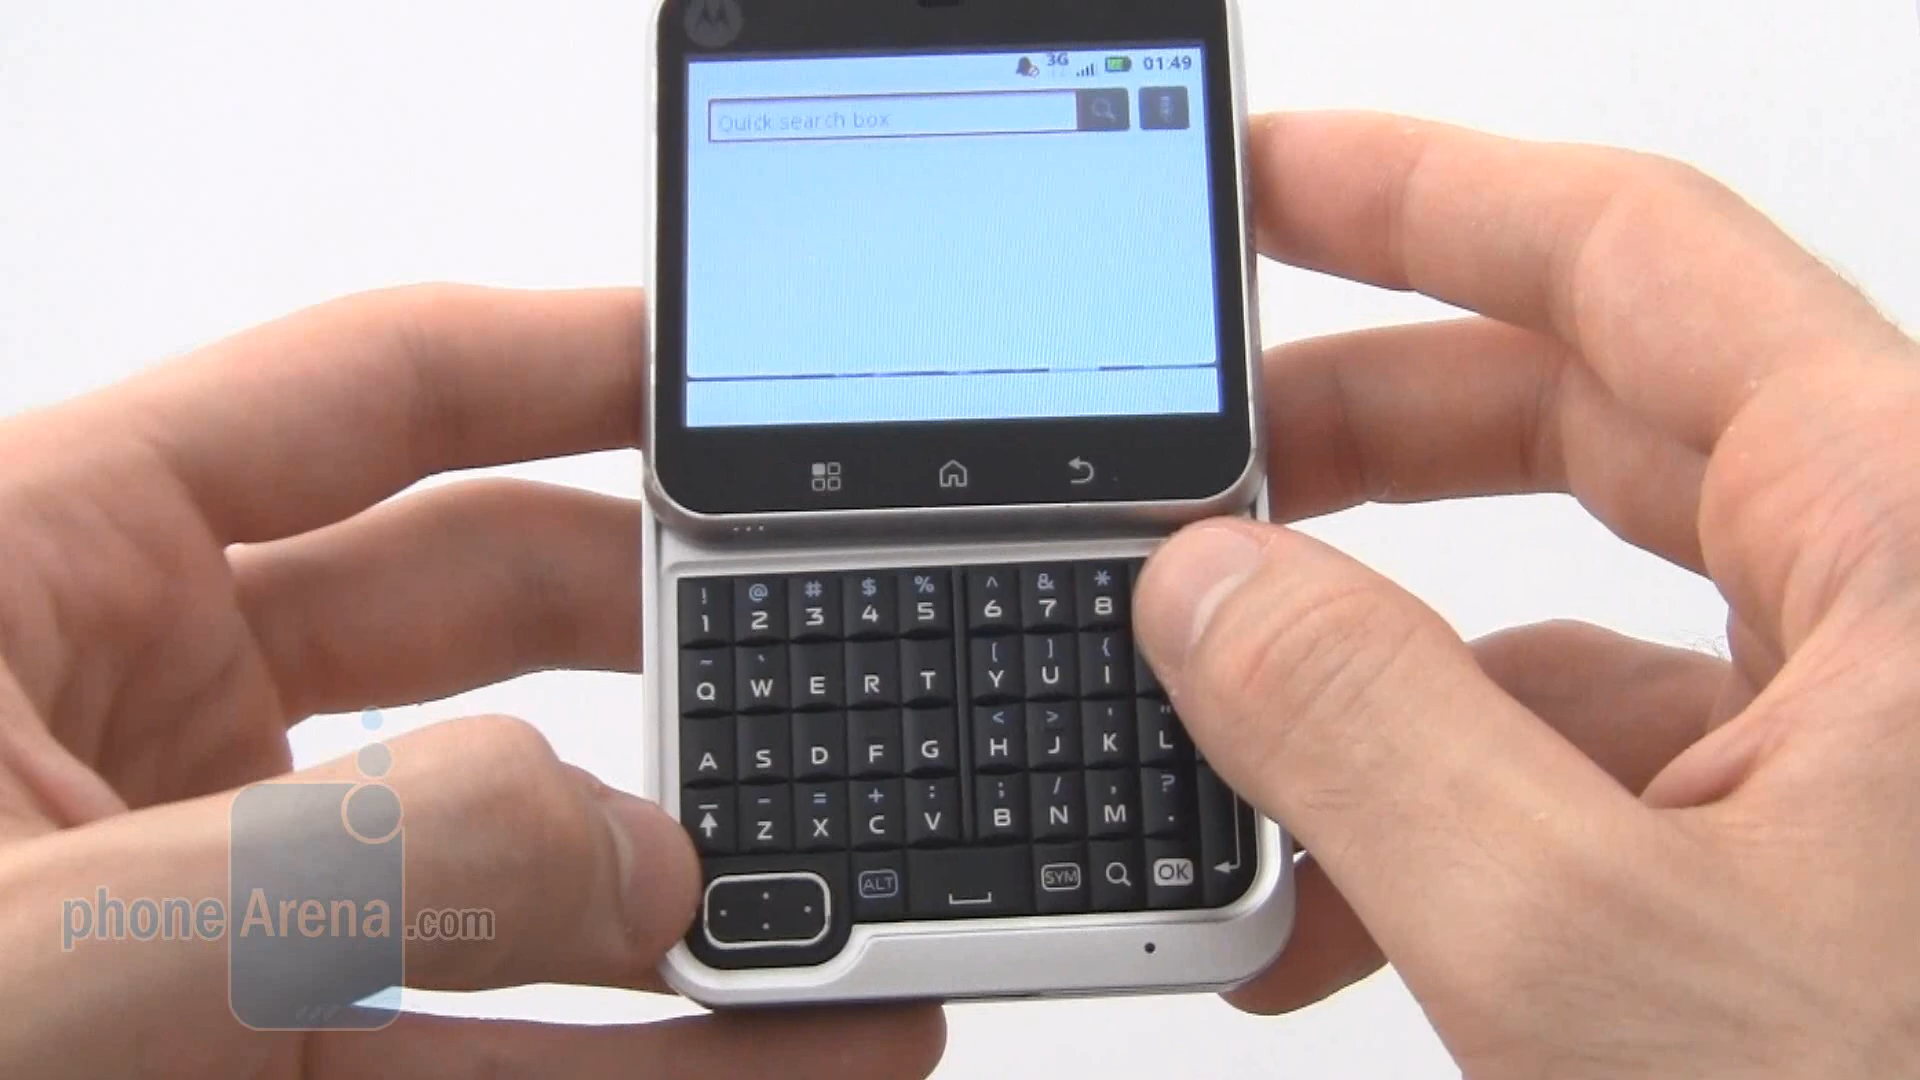 3G 01:49
Quick search box
! @ # $ % ^ & *
1 2 3 4 5 6 7 8
~ ` [ ] {
Q W E R T Y U I
< > ' "
A S D F G H J K L
- = + : ; / , ?
Z X C V B N M .
ALT SYM OK
phoneArena.com